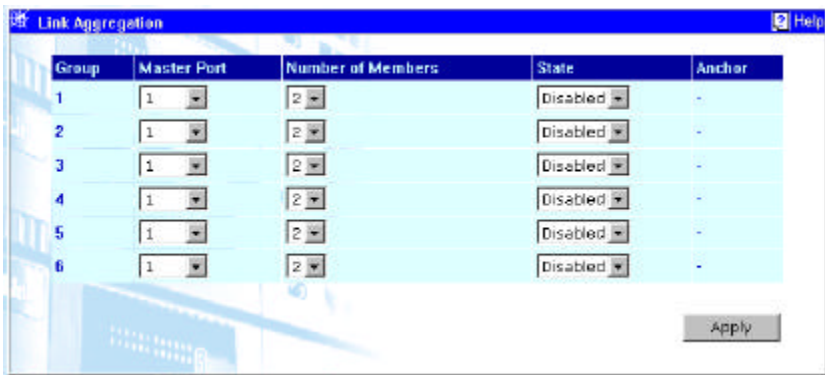 Link Aggregation Help
Group Master Port Number of Members State Anchor
1 1 2 Disabled -
2 1 2 Disabled -
3 1 2 Disabled -
4 1 2 Disabled -
5 1 2 Disabled -
6 1 2 Disabled -
Apply